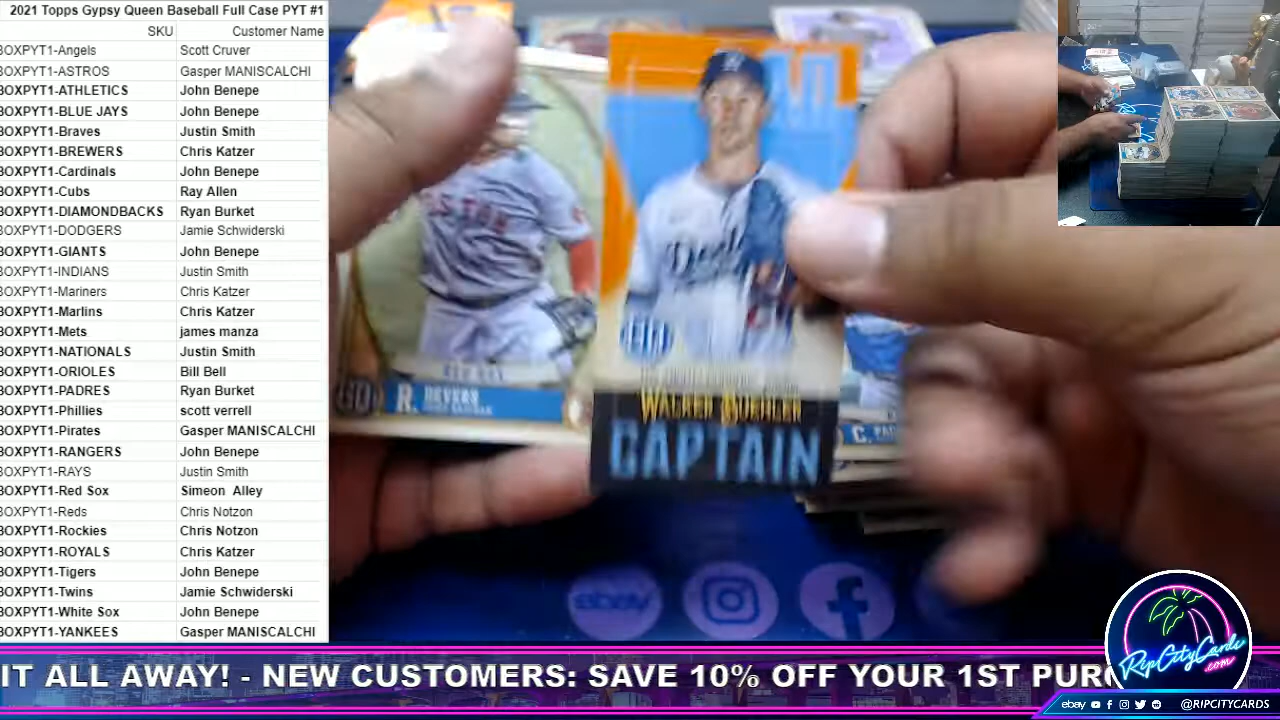 2021 Topps Gypsy Queen Baseball Full Case PYT #1
SKU Customer Name
BOXPYT1-Angels Scott Cruver
BOXPYT1-ASTROS Gasper MANISCALCHI
BOXPYT1-ATHLETICS John Benepe
BOXPYT1-BLUE JAYS John Benepe
BOXPYT1-Braves Justin Smith
BOXPYT1-BREWERS Chris Katzer
BOXPYT1-Cardinals John Benepe
BOXPYT1-Cubs Ray Allen
BOXPYT1-DIAMONDBACKS Ryan Burket
BOXPYT1-DODGERS Jamie Schwiderski
BOXPYT1-GIANTS John Benepe
BOXPYT1-INDIANS Justin Smith
BOXPYT1-Mariners Chris Katzer
BOXPYT1-Marlins Chris Katzer
BOXPYT1-Mets james manza
BOXPYT1-NATIONALS Justin Smith
BOXPYT1-ORIOLES Bill Bell
BOXPYT1-PADRES Ryan Burket
BOXPYT1-Phillies scott verrell
BOXPYT1-Pirates Gasper MANISCALCHI
BOXPYT1-RANGERS John Benepe
BOXPYT1-RAYS Justin Smith
BOXPYT1-Red Sox Simeon Alley
BOXPYT1-Reds Chris Notzon
BOXPYT1-Rockies Chris Notzon
BOXPYT1-ROYALS Chris Katzer
BOXPYT1-Tigers John Benepe
BOXPYT1-Twins Jamie Schwiderski
BOXPYT1-White Sox John Benepe
BOXPYT1-YANKEES Gasper MANISCALCHI
R. DEVERS
WALKER BUEHLER
CAPTAIN
C.
ebay
IT ALL AWAY! - NEW CUSTOMERS: SAVE 10% OFF YOUR 1ST PUR
RipCityCards
.com
ebay @RIPCITYCARDS